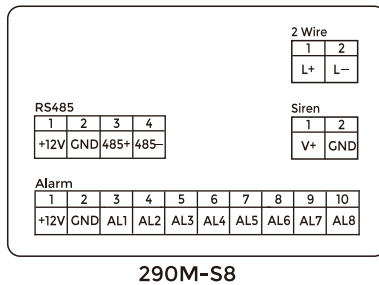 2 Wire
1 2
L+ L−
RS485
1 2 3 4
+12V GND 485+ 485−
Siren
1 2
V+ GND
Alarm
1 2 3 4 5 6 7 8 9 10
+12V GND AL1 AL2 AL3 AL4 AL5 AL6 AL7 AL8
290M-S8